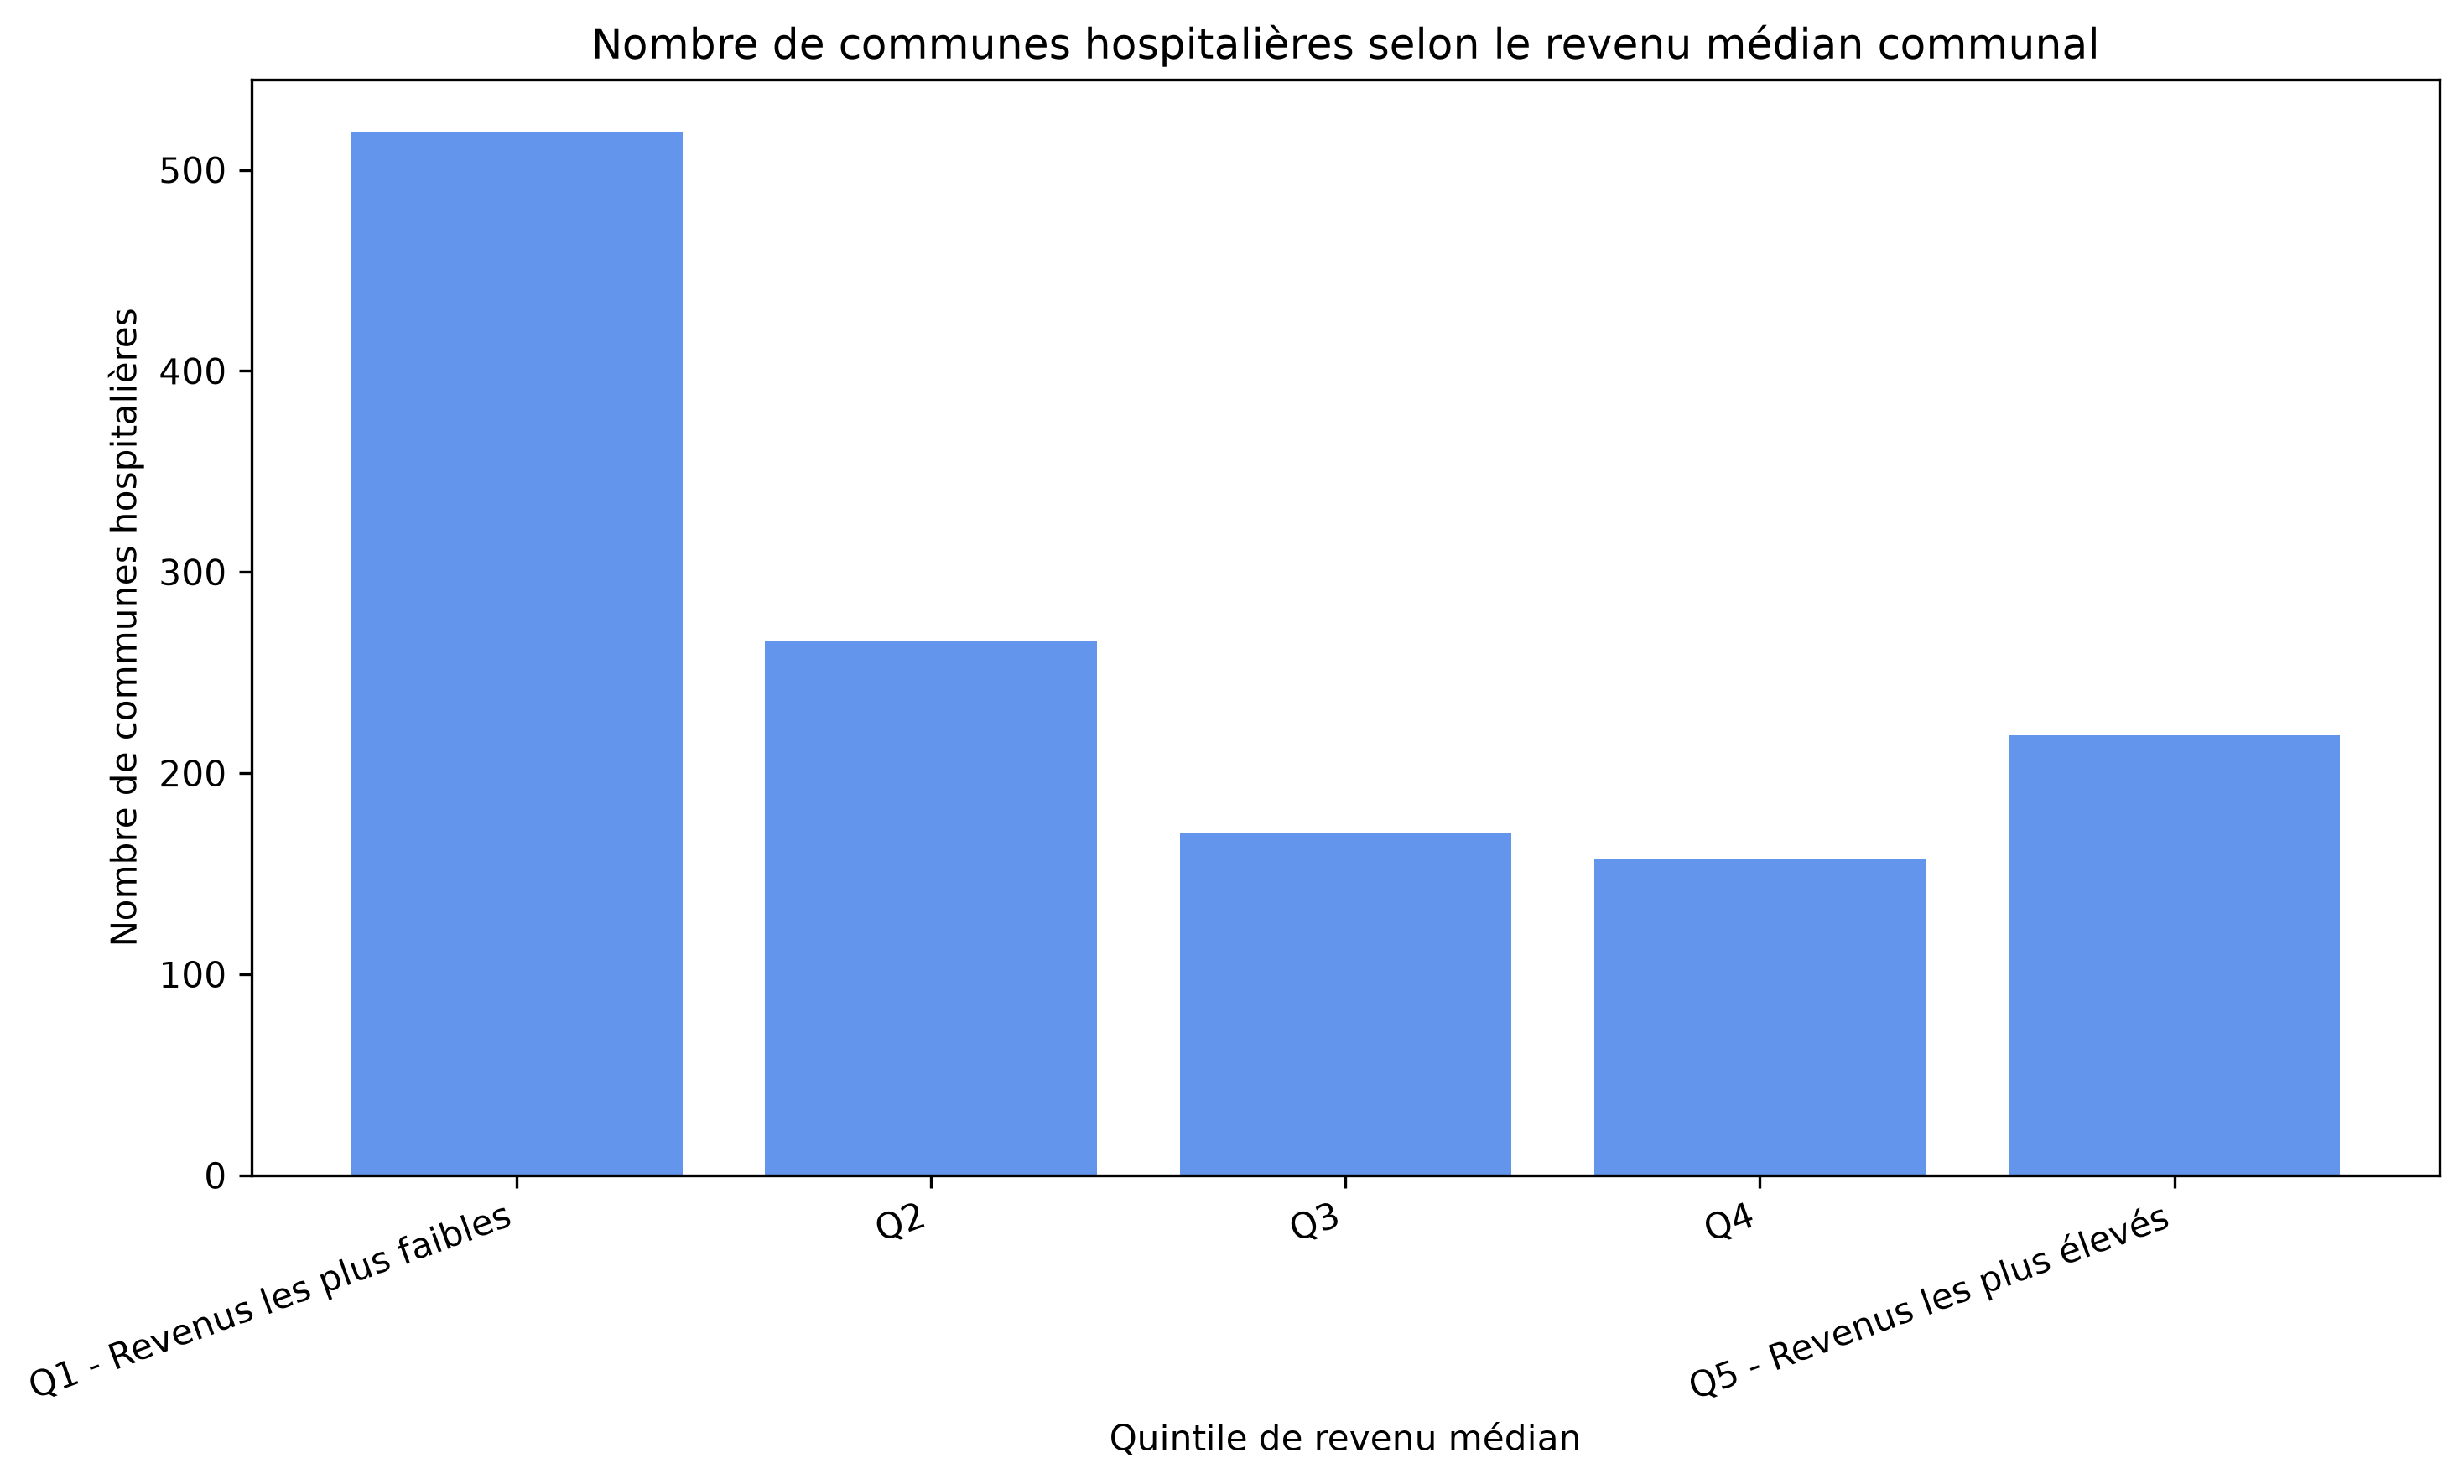 Nombre de communes hospitalières selon le revenu médian communal
Nombre de communes hospitalières
500
400
300
200
100
0
Q1 - Revenus les plus faibles
Q2
Q3
Q4
Q5 - Revenus les plus élevés
Quintile de revenu médian